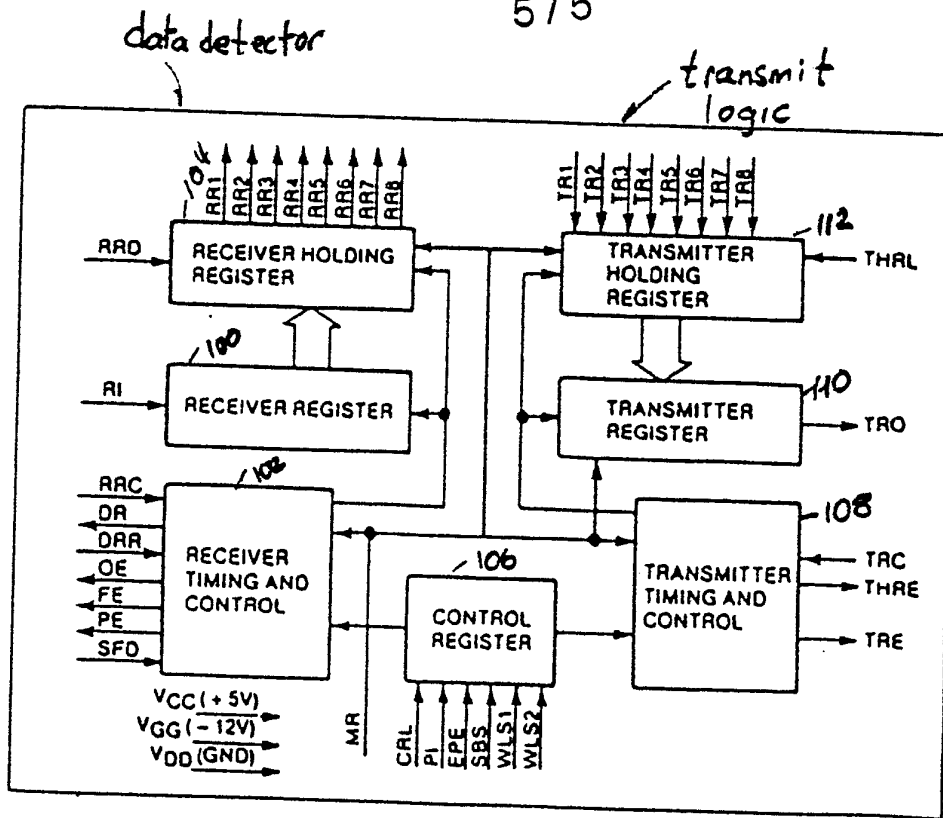 5/5
data detector
transmit
logic
104
RR1
RR2
RR3
RR4
RR5
RR6
RR7
RR8
TR1
TR2
TR3
TR4
TR5
TR6
TR7
TR8
112
RRD
RECEIVER HOLDING
REGISTER
TRANSMITTER
HOLDING
REGISTER
THRL
100
RI
RECEIVER REGISTER
110
TRANSMITTER
REGISTER
TRO
102
RRC
DR
DRR
OE
FE
PE
SFD
RECEIVER
TIMING AND
CONTROL
106
CONTROL
REGISTER
108
TRANSMITTER
TIMING AND
CONTROL
TRC
THRE
TRE
VCC (+5V)
VGG (-12V)
VDD (GND)
MR
CRL
PI
EPE
SBS
WLS1
WLS2